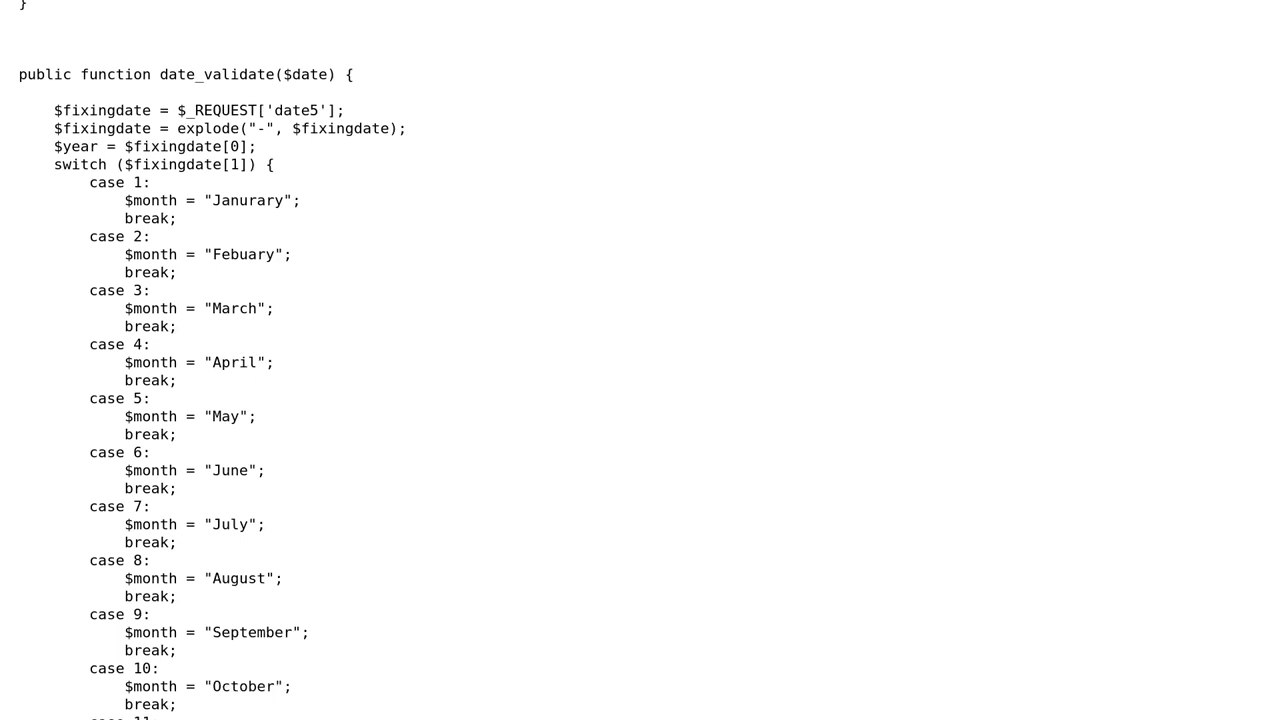 }
public function date_validate($date) {
$fixingdate = $_REQUEST['date5'];
$fixingdate = explode("-", $fixingdate);
$year = $fixingdate[0];
switch ($fixingdate[1]) {
case 1:
$month = "Janurary";
break;
case 2:
$month = "Febuary";
break;
case 3:
$month = "March";
break;
case 4:
$month = "April";
break;
case 5:
$month = "May";
break;
case 6:
$month = "June";
break;
case 7:
$month = "July";
break;
case 8:
$month = "August";
break;
case 9:
$month = "September";
break;
case 10:
$month = "October";
break;
case 11: